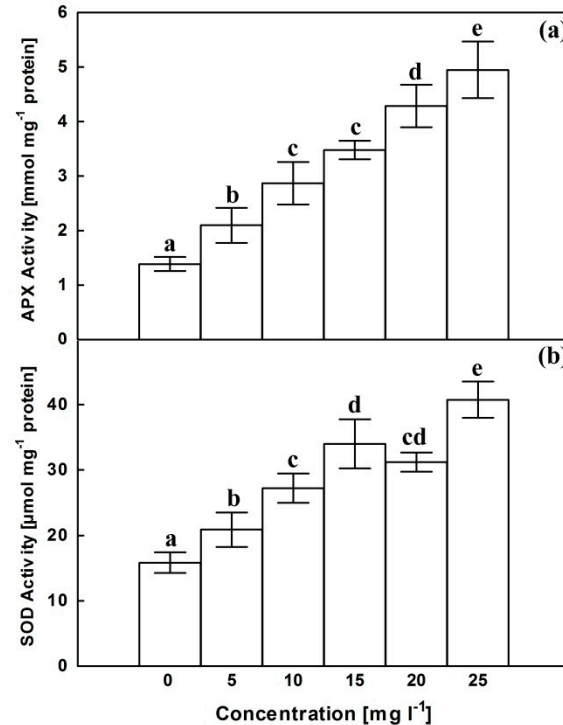 (a)
APX Activity [mmol mg⁻¹ protein]
6
5
4
3
2
1
0
a
b
c
c
d
e
(b)
SOD Activity [µmol mg⁻¹ protein]
40
30
20
10
0
a
b
c
d
cd
e
0 5 10 15 20 25
Concentration [mg l⁻¹]